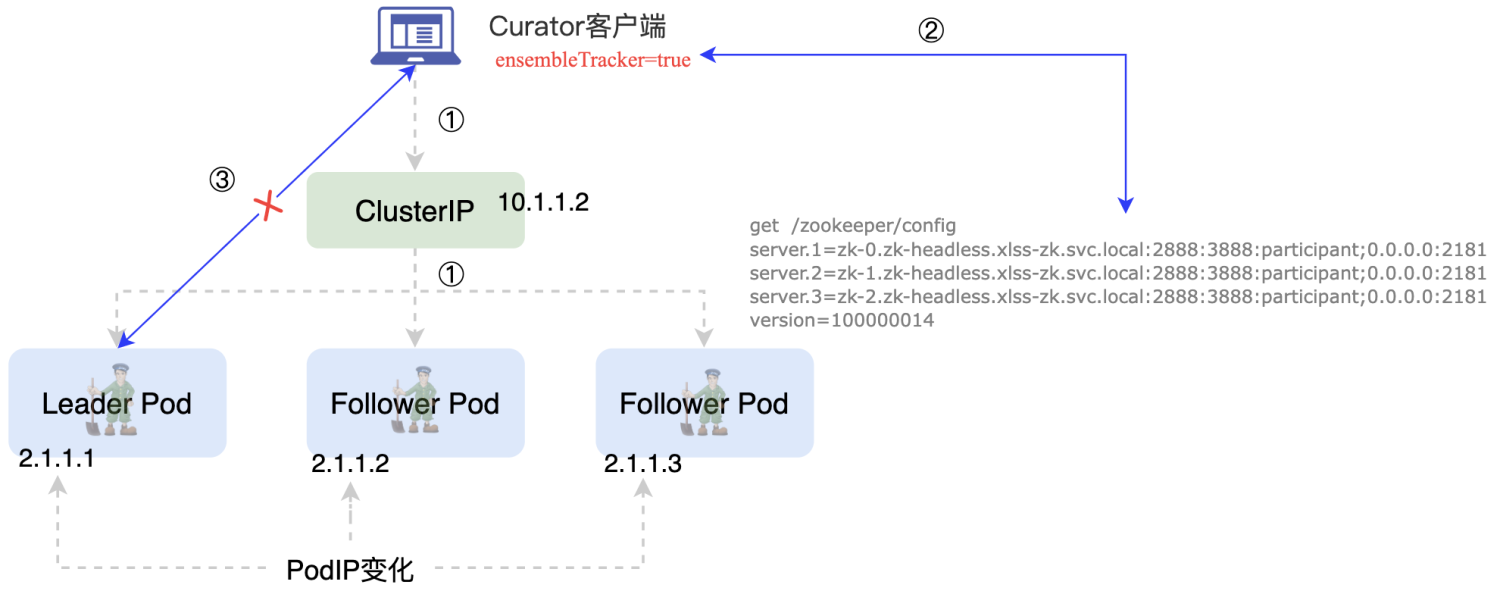 Curator客户端
ensembleTracker=true
②
①
③
ClusterIP
10.1.1.2
get /zookeeper/config
server.1=zk-0.zk-headless.xlss-zk.svc.local:2888:3888:participant;0.0.0.0:2181
server.2=zk-1.zk-headless.xlss-zk.svc.local:2888:3888:participant;0.0.0.0:2181
server.3=zk-2.zk-headless.xlss-zk.svc.local:2888:3888:participant;0.0.0.0:2181
version=100000014
①
Leader Pod
Follower Pod
Follower Pod
2.1.1.1
2.1.1.2
2.1.1.3
PodIP变化